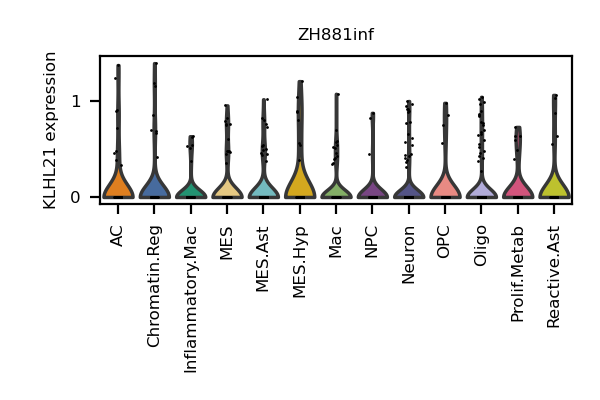 ZH881inf
KLHL21 expression
1
0
AC
Chromatin.Reg
Inflammatory.Mac
MES
MES.Ast
MES.Hyp
Mac
NPC
Neuron
OPC
Oligo
Prolif.Metab
Reactive.Ast